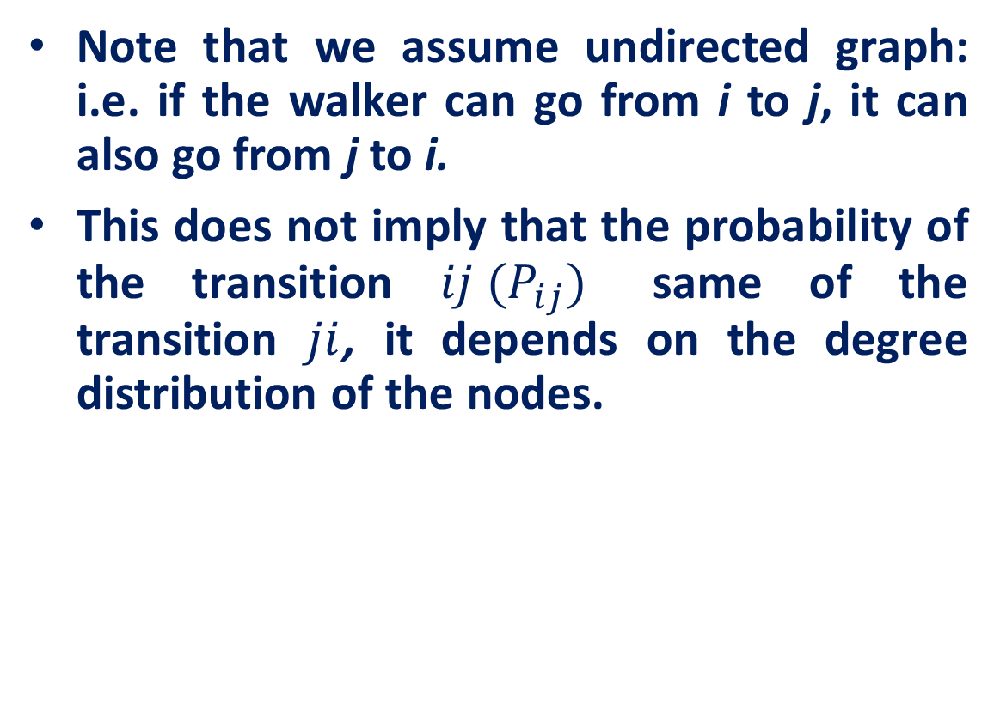 • Note that we assume undirected graph:
i.e. if the walker can go from i to j, it can
also go from j to i.
• This does not imply that the probability of
the transition 𝑖𝑗 (𝑃𝑖𝑗) same of the
transition 𝑗𝑖, it depends on the degree
distribution of the nodes.